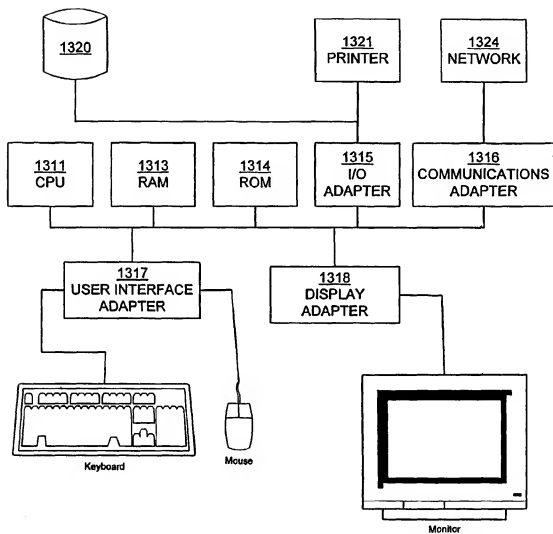 1320
1321
PRINTER
1324
NETWORK
1311
CPU
1313
RAM
1314
ROM
1315
I/O
ADAPTER
1316
COMMUNICATIONS
ADAPTER
1317
USER INTERFACE
ADAPTER
1318
DISPLAY
ADAPTER
Keyboard
Mouse
Monitor